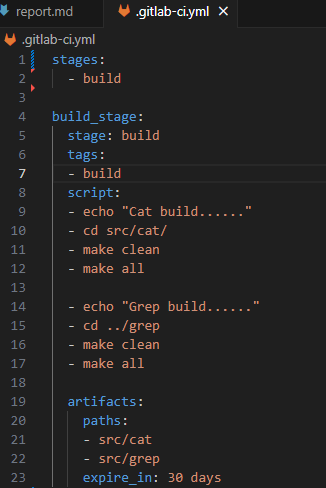 report.md .gitlab-ci.yml
.gitlab-ci.yml
1 stages:
2   - build
3
4 build_stage:
5   stage: build
6   tags:
7   - build
8   script:
9   - echo "Cat build......"
10   - cd src/cat/
11   - make clean
12   - make all
13
14   - echo "Grep build......"
15   - cd ../grep
16   - make clean
17   - make all
18
19   artifacts:
20     paths:
21     - src/cat
22     - src/grep
23     expire_in: 30 days